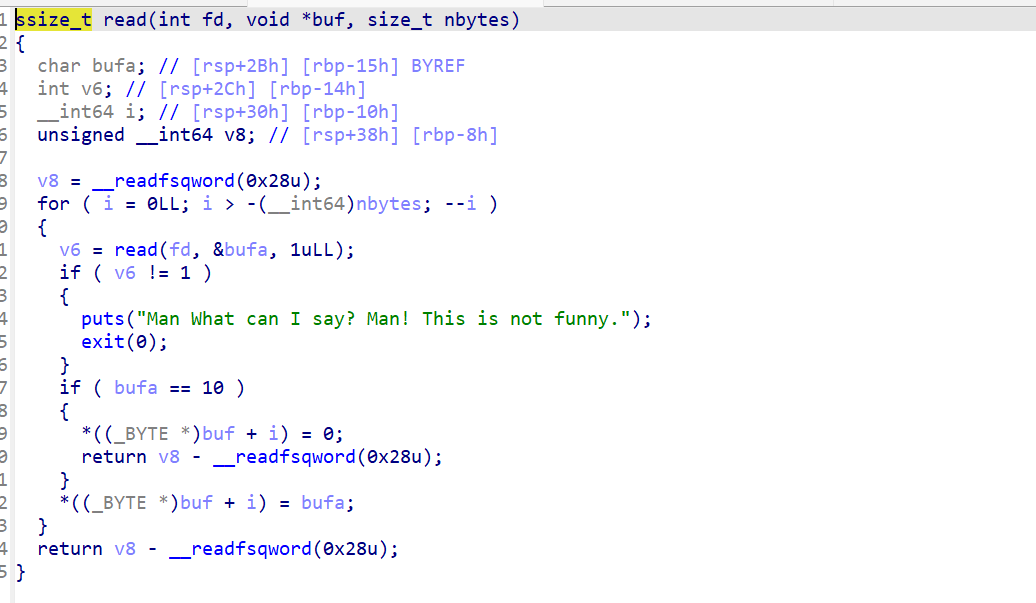 1 ssize_t read(int fd, void *buf, size_t nbytes)
2 {
3   char bufa; // [rsp+2Bh] [rbp-15h] BYREF
4   int v6; // [rsp+2Ch] [rbp-14h]
5   __int64 i; // [rsp+30h] [rbp-10h]
6   unsigned __int64 v8; // [rsp+38h] [rbp-8h]
7
8   v8 = __readfsqword(0x28u);
9   for ( i = 0LL; i > -(__int64)nbytes; --i )
0   {
1     v6 = read(fd, &bufa, 1uLL);
2     if ( v6 != 1 )
3     {
4       puts("Man What can I say? Man! This is not funny.");
5       exit(0);
6     }
7     if ( bufa == 10 )
8     {
9       *((_BYTE *)buf + i) = 0;
0       return v8 - __readfsqword(0x28u);
1     }
2     *((_BYTE *)buf + i) = bufa;
3   }
4   return v8 - __readfsqword(0x28u);
5 }